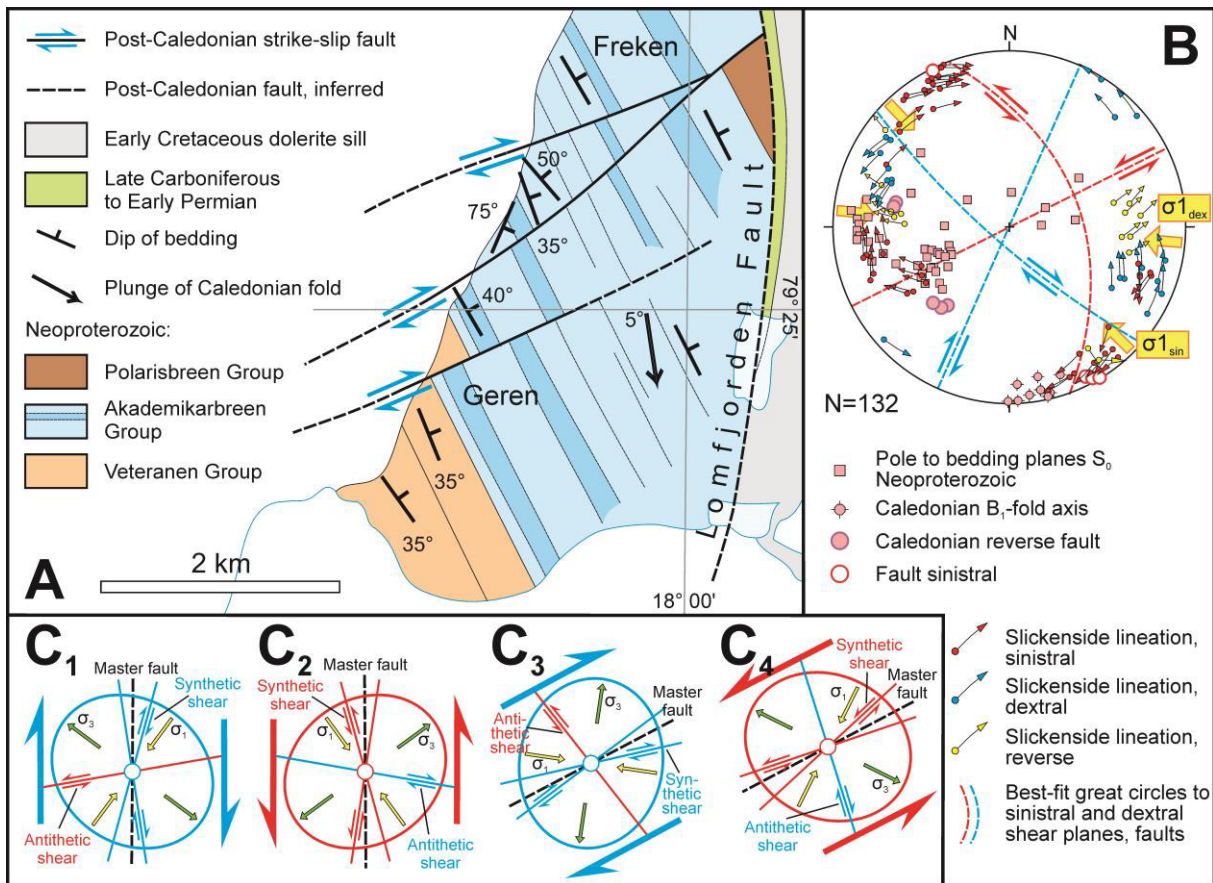 Post-Caledonian strike-slip fault
Post-Caledonian fault, inferred
Early Cretaceous dolerite sill
Late Carboniferous
to Early Permian
Dip of bedding
Plunge of Caledonian fold
Neoproterozoic:
Polarisbreen Group
Akademikarbreen
Group
Veteranen Group
A
2 km
Freken
50°
75°
35°
40°
5°
Geren
35°
35°
Lomfjorden Fault
79°
25'
18° 00'
B
N
σ1dex
σ1sin
N=132
Pole to bedding planes S0
Neoproterozoic
Caledonian B1-fold axis
Caledonian reverse fault
Fault sinistral
C1
Master fault
Synthetic
shear
σ3
σ1
Antithetic
shear
C2
Master fault
Synthetic
shear
σ1
σ3
Antithetic
shear
C3
Master
fault
σ3
Anti-
thetic
shear
σ1
Syn-
thetic
shear
C4
Synthetic
shear
Master
fault
σ1
σ3
Antithetic
shear
Slickenside lineation,
sinistral
Slickenside lineation,
dextral
Slickenside lineation,
reverse
Best-fit great circles to
sinistral and dextral
shear planes, faults